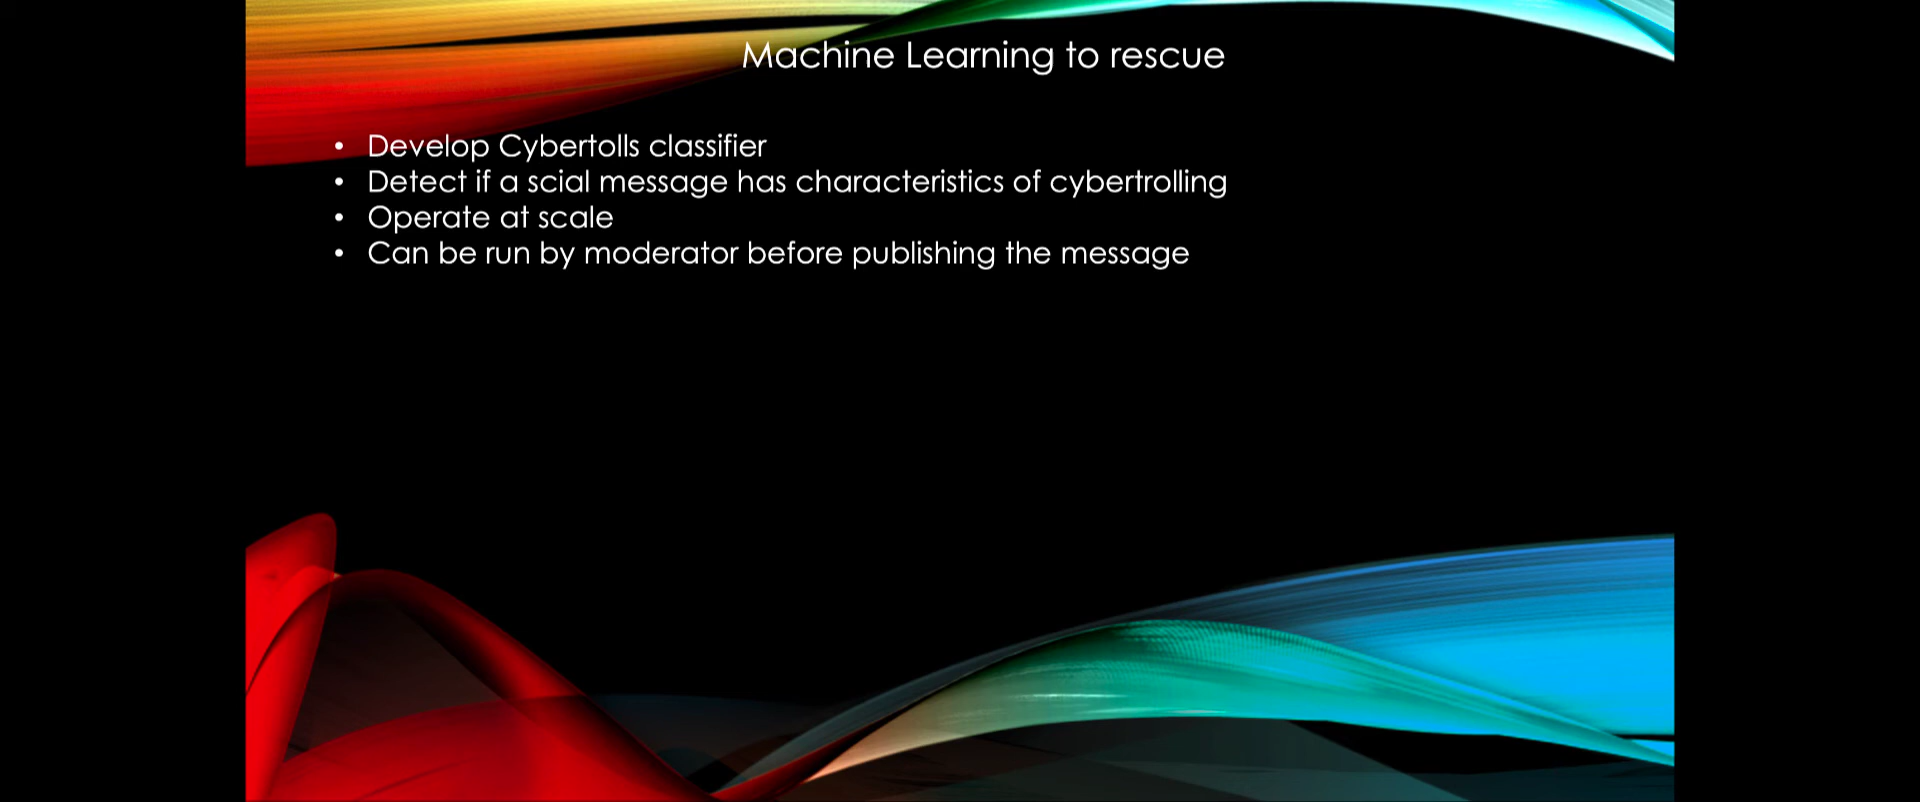 Machine Learning to rescue
• Develop Cybertolls classifier
• Detect if a scial message has characteristics of cybertrolling
• Operate at scale
• Can be run by moderator before publishing the message